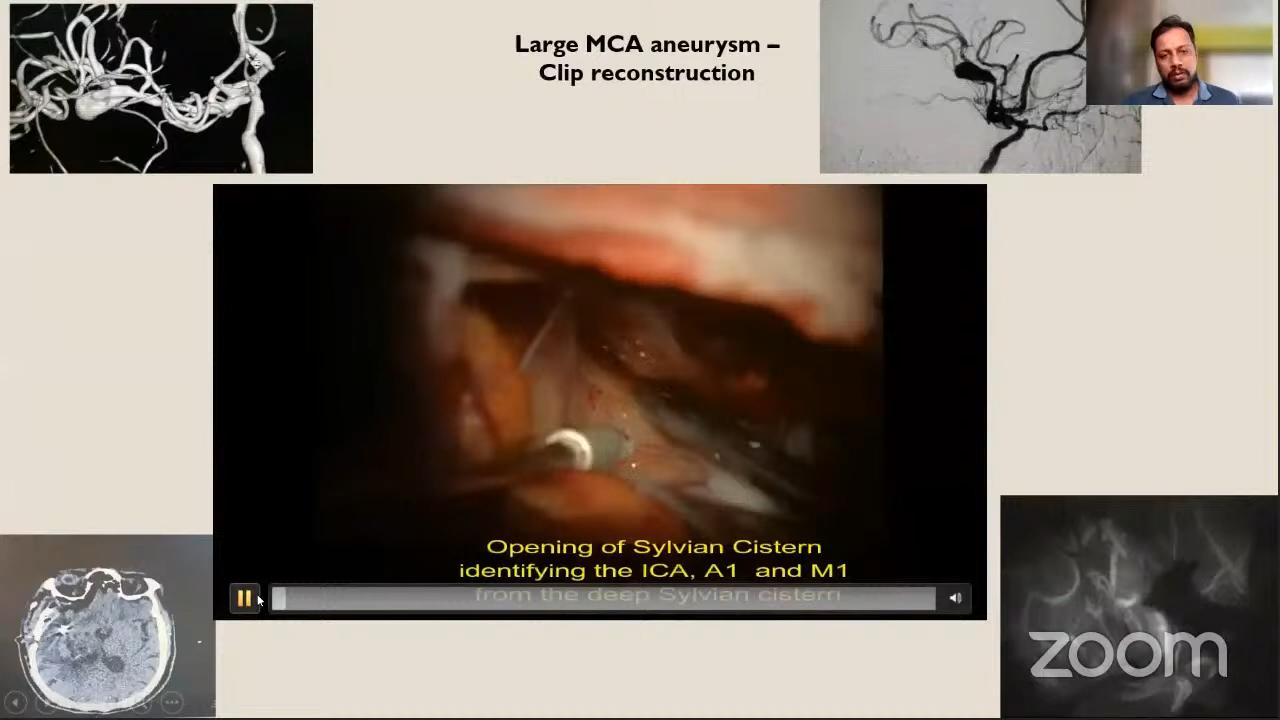 Large MCA aneurysm –
Clip reconstruction
Opening of Sylvian Cistern
identifying the ICA, A1 and M1
from the deep Sylvian cistern
zoom